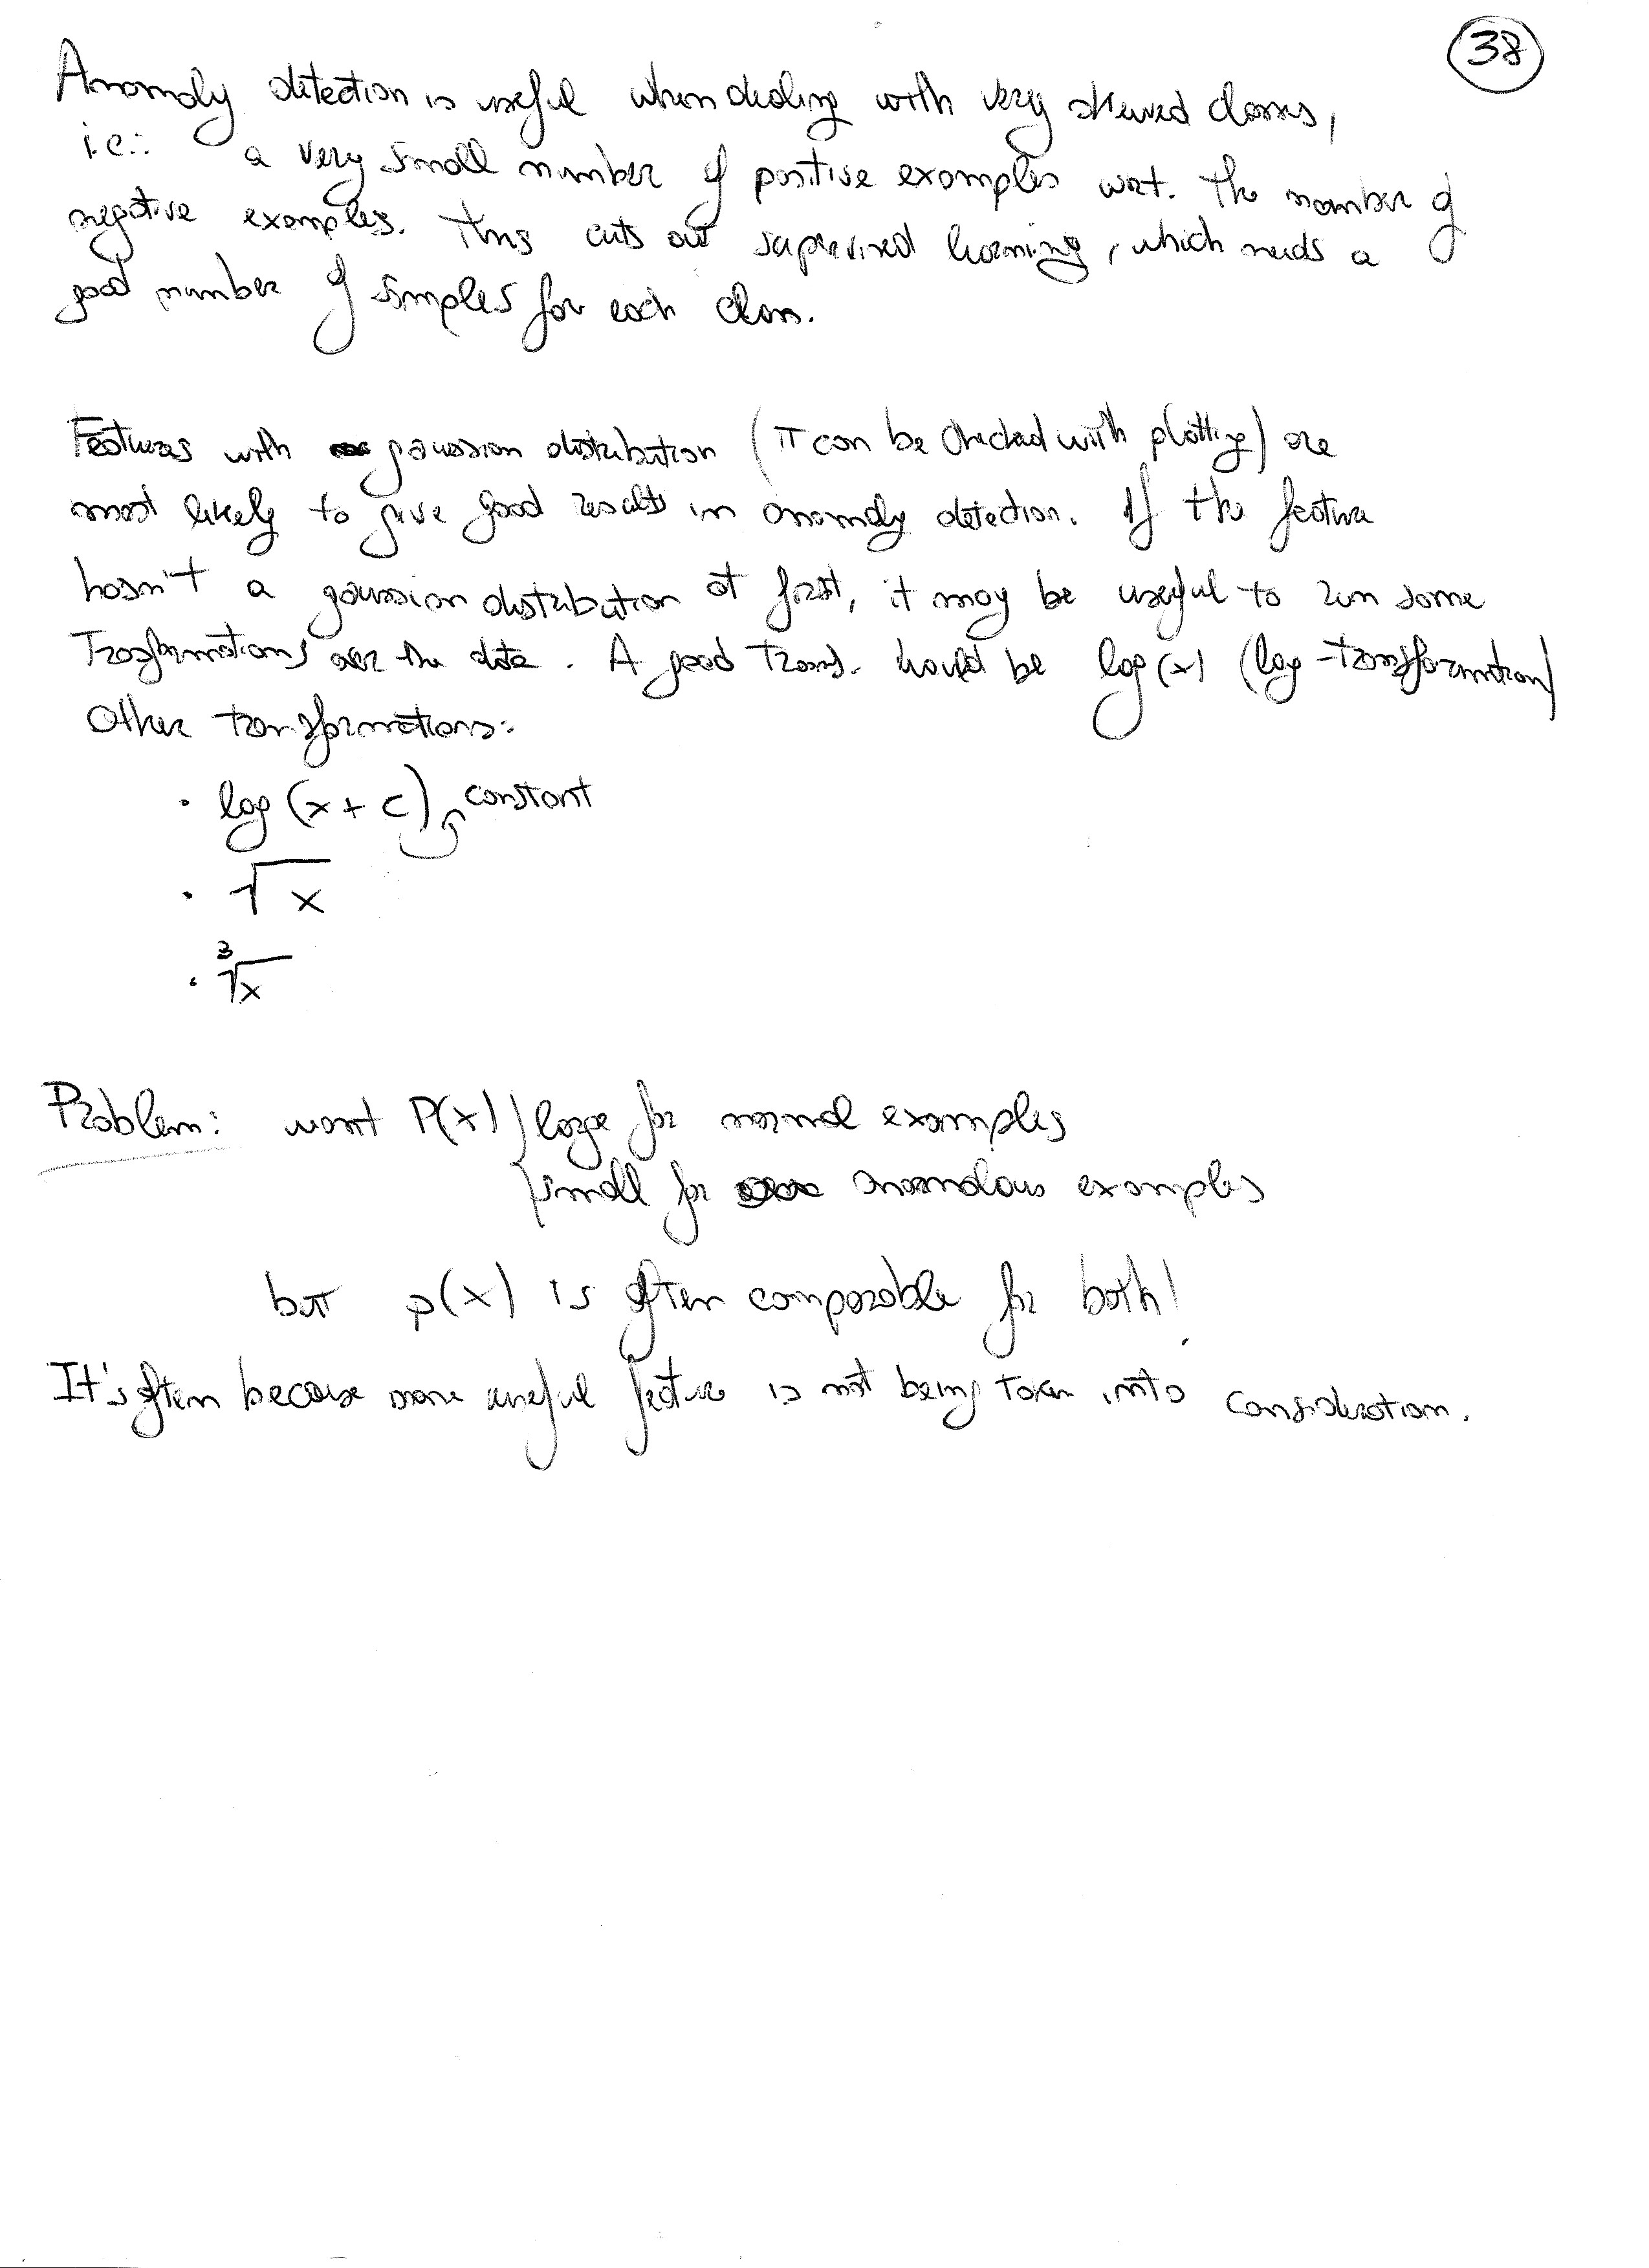 38
Anomaly detection is useful when dealing with very skewed classes,
i.e.: a very small number of positive examples wrt. the number of
negative examples. This cuts out supervised learning, which needs a
good number of samples for each class.
Features with gaussian distribution (it can be checked with plotting) are
most likely to give good results in anomaly detection. If the feature
hasn't a gaussian distribution at first, it may be useful to run some
Trasformations over the data. A good transf. would be log(x) (log-transformation)
Other transformations:
• log(x+c) constant
• √x
• ³√x
Problem: want P(x) } large for normal examples
} small for anomalous examples
but p(x) is often comparable for both!
It's often because more useful feature is not being taken into consideration.